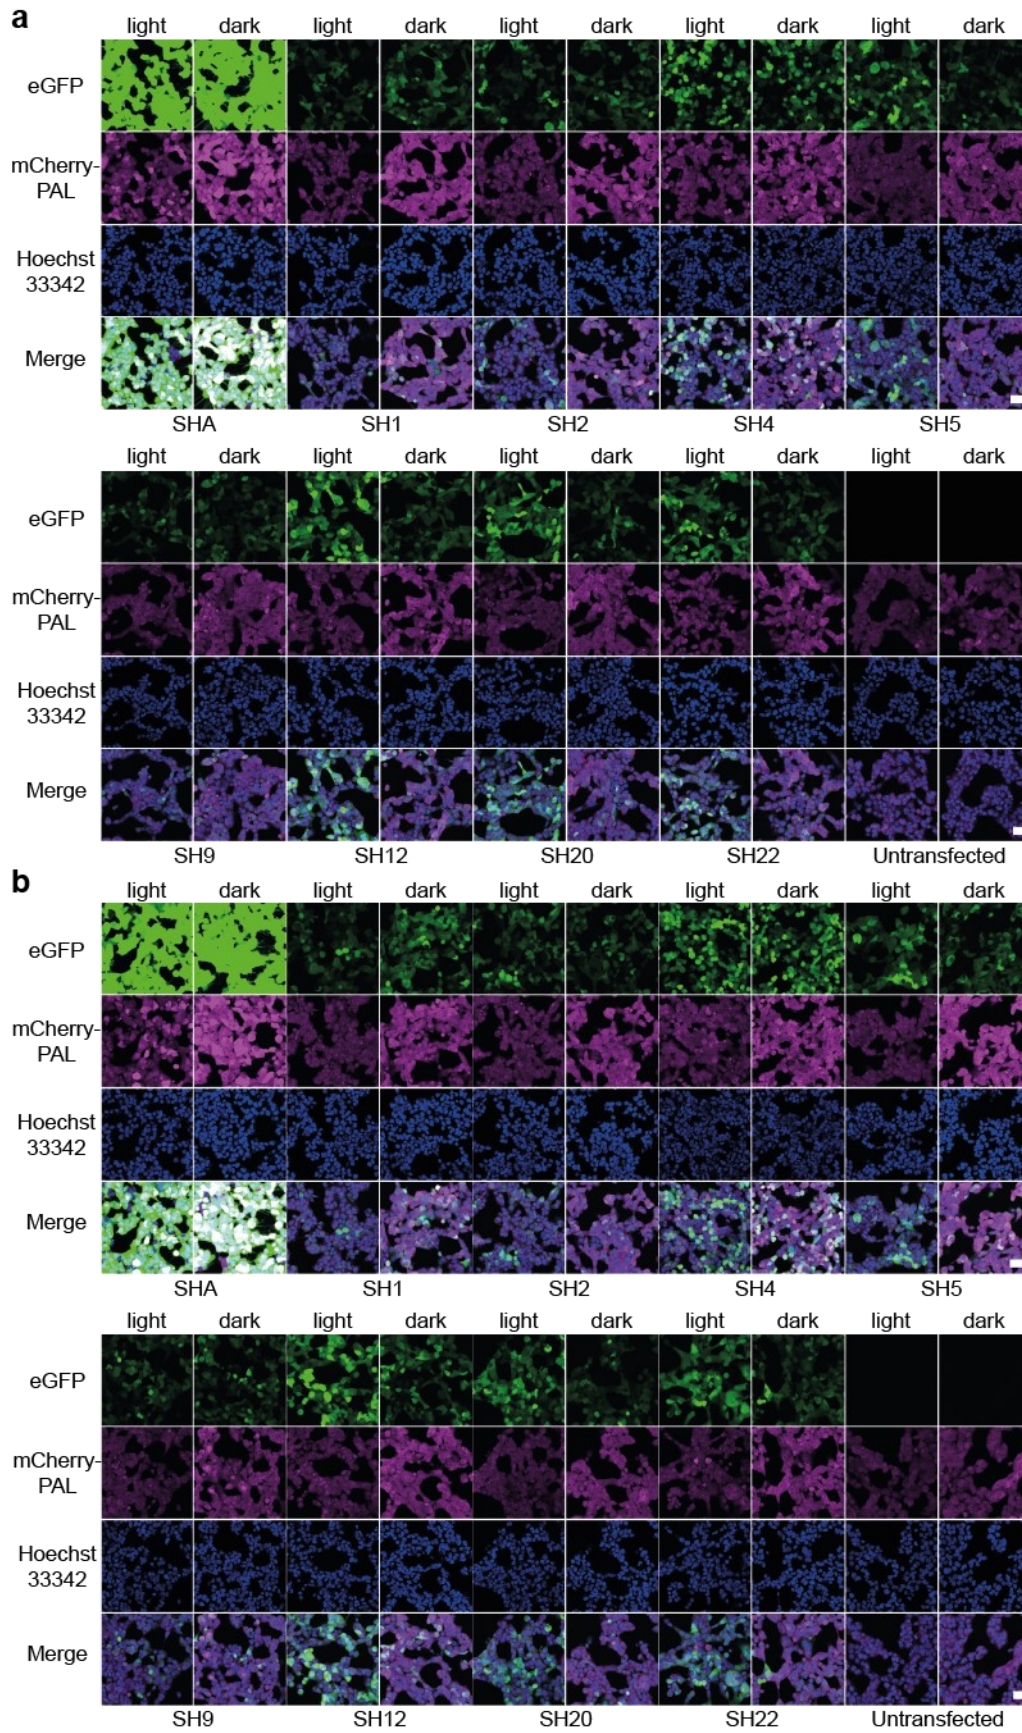 a
light dark light dark light dark light dark light dark
eGFP
mCherry-
PAL
Hoechst
33342
Merge
SHA SH1 SH2 SH4 SH5
light dark light dark light dark light dark light dark
eGFP
mCherry-
PAL
Hoechst
33342
Merge
SH9 SH12 SH20 SH22 Untransfected
b
light dark light dark light dark light dark light dark
eGFP
mCherry-
PAL
Hoechst
33342
Merge
SHA SH1 SH2 SH4 SH5
light dark light dark light dark light dark light dark
eGFP
mCherry-
PAL
Hoechst
33342
Merge
SH9 SH12 SH20 SH22 Untransfected